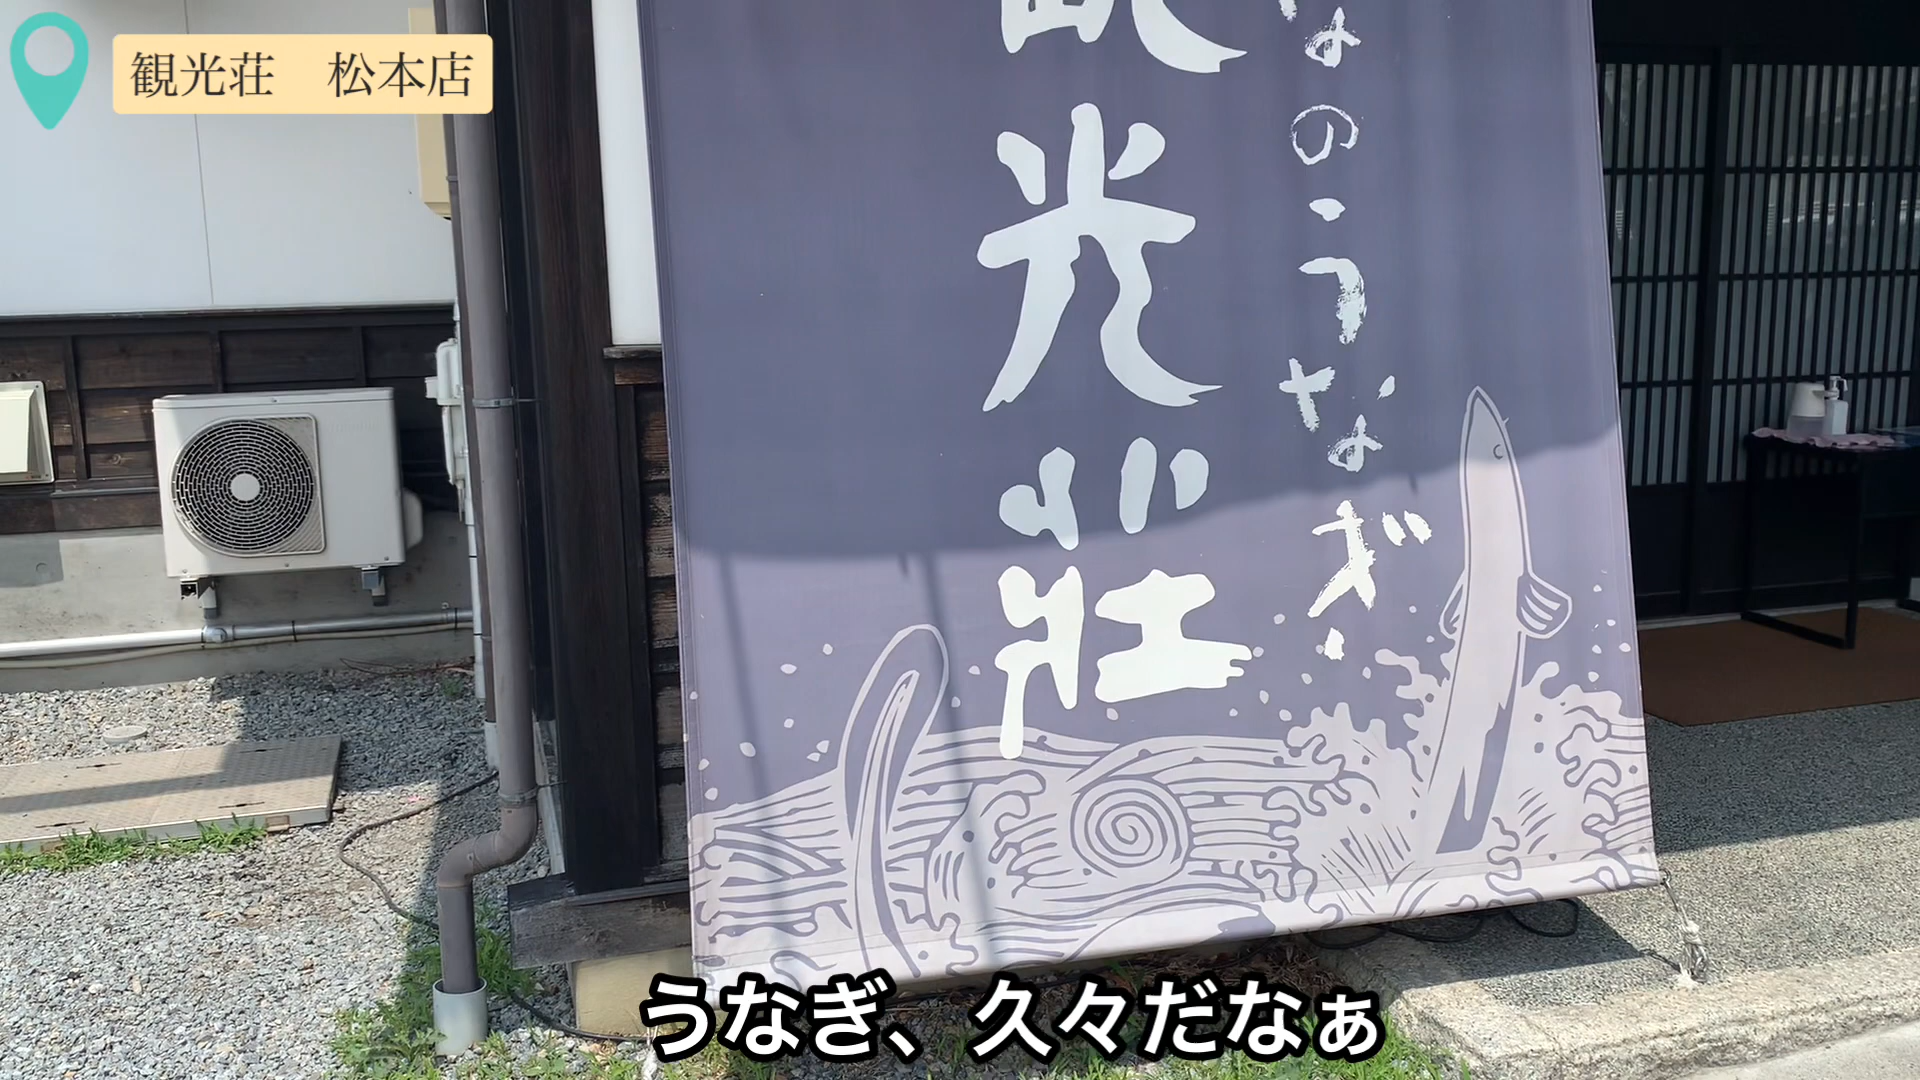 観光荘　松本店
観光荘
なのうなぎ
うなぎ、久々だなぁ